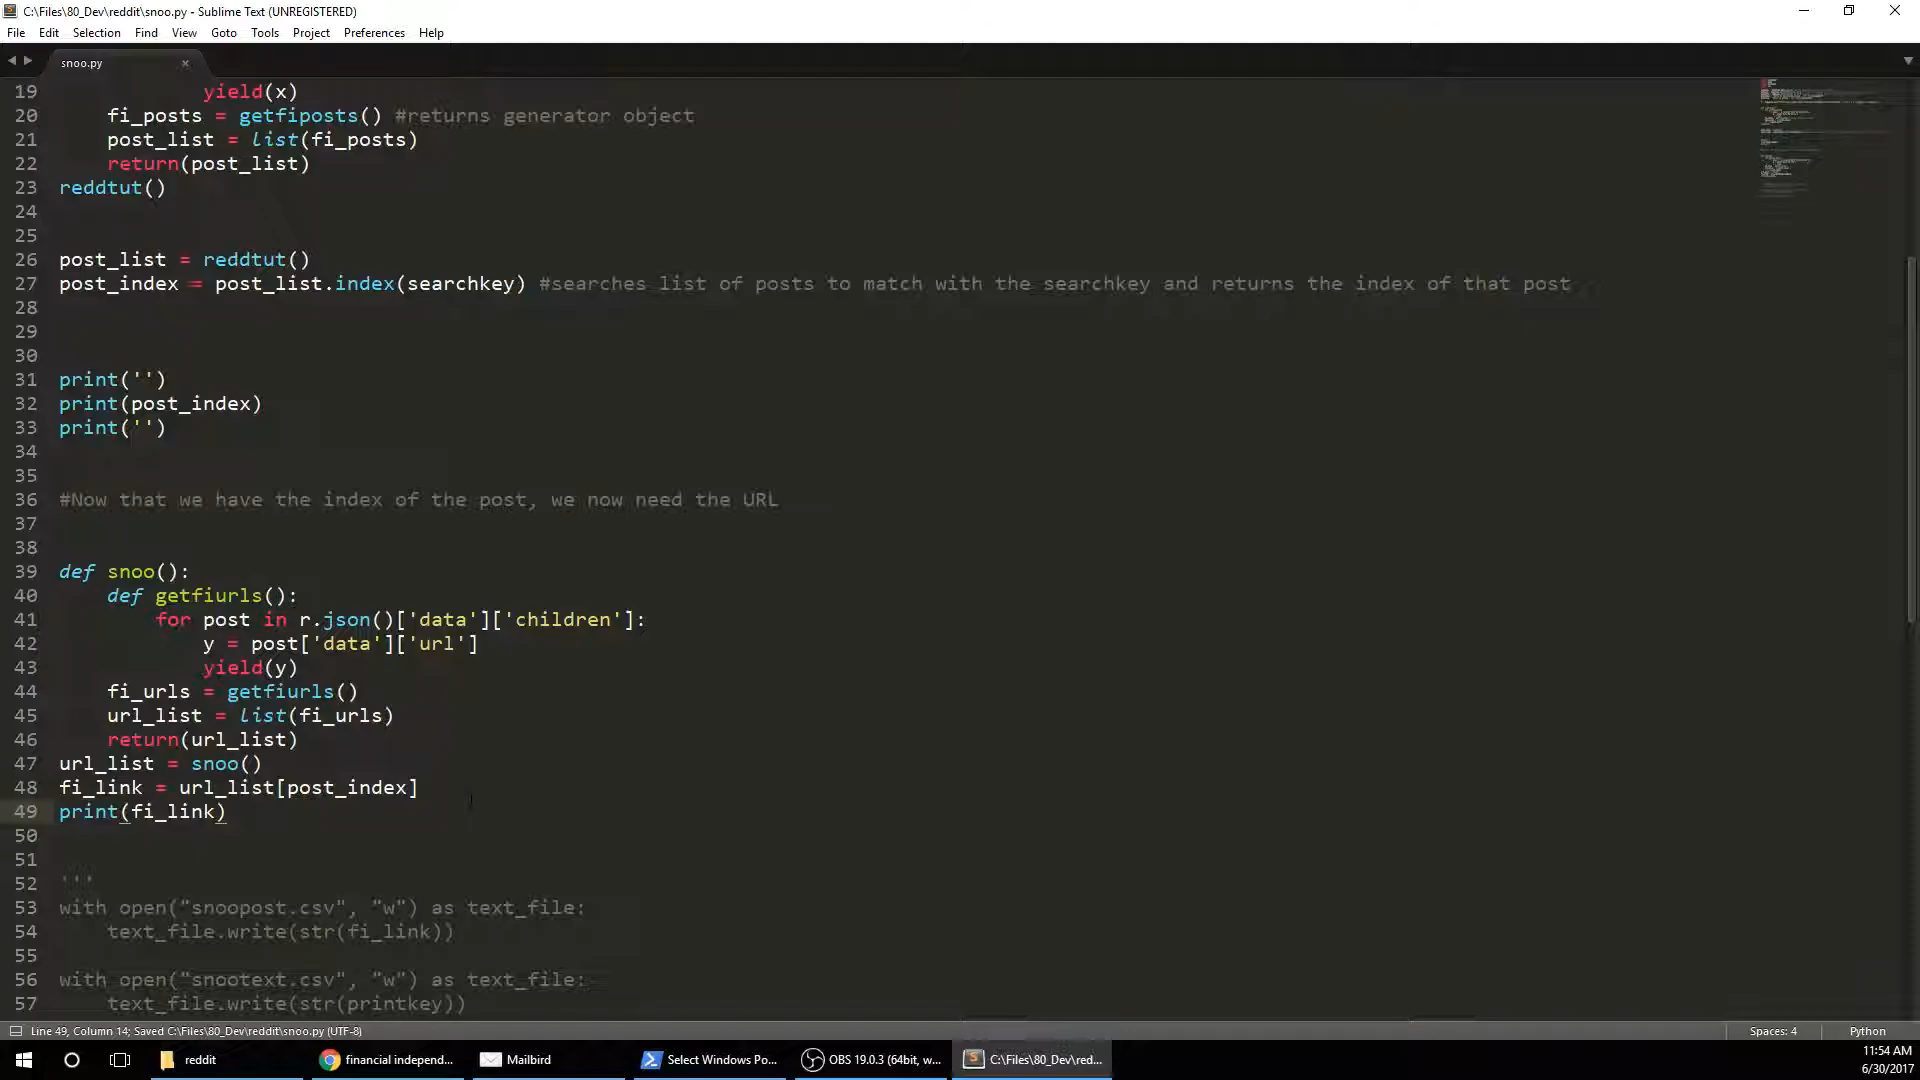 C:\Files\80_Dev\reddit\snoo.py - Sublime Text (UNREGISTERED)
File Edit Selection Find View Goto Tools Project Preferences Help
snoo.py
19 yield(x)
20 fi_posts = getfiposts() #returns generator object
21 post_list = list(fi_posts)
22 return(post_list)
23 reddtut()
24
25
26 post_list = reddtut()
27 post_index = post_list.index(searchkey) #searches list of posts to match with the searchkey and returns the index of that post
28
29
30
31 print('')
32 print(post_index)
33 print('')
34
35
36 #Now that we have the index of the post, we now need the URL
37
38
39 def snoo():
40 def getfiurls():
41 for post in r.json()['data']['children']:
42 y = post['data']['url']
43 yield(y)
44 fi_urls = getfiurls()
45 url_list = list(fi_urls)
46 return(url_list)
47 url_list = snoo()
48 fi_link = url_list[post_index]
49 print(fi_link)
50
51
52 '''
53 with open("snoopost.csv", "w") as text_file:
54 text_file.write(str(fi_link))
55
56 with open("snootext.csv", "w") as text_file:
57 text_file.write(str(printkey))
Line 49, Column 14; Saved C:\Files\80_Dev\reddit\snoo.py (UTF-8) Spaces: 4 Python
reddit financial independ... Mailbird Select Windows Po... OBS 19.0.3 (64bit, w... C:\Files\80_Dev\red... 11:54 AM
6/30/2017